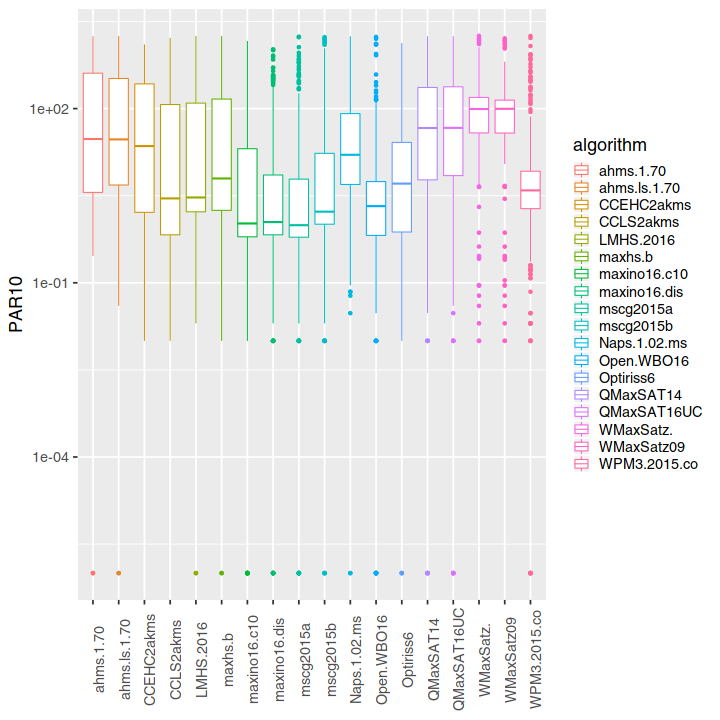 PAR10
1e+02
1e-01
1e-04
ahms.1.70
ahms.ls.1.70
CCEHC2akms
CCLS2akms
LMHS.2016
maxhs.b
maxino16.c10
maxino16.dis
mscg2015a
mscg2015b
Naps.1.02.ms
Open.WBO16
Optiriss6
QMaxSAT14
QMaxSAT16UC
WMaxSatz.
WMaxSatz09
WPM3.2015.co
algorithm
ahms.1.70
ahms.ls.1.70
CCEHC2akms
CCLS2akms
LMHS.2016
maxhs.b
maxino16.c10
maxino16.dis
mscg2015a
mscg2015b
Naps.1.02.ms
Open.WBO16
Optiriss6
QMaxSAT14
QMaxSAT16UC
WMaxSatz.
WMaxSatz09
WPM3.2015.co